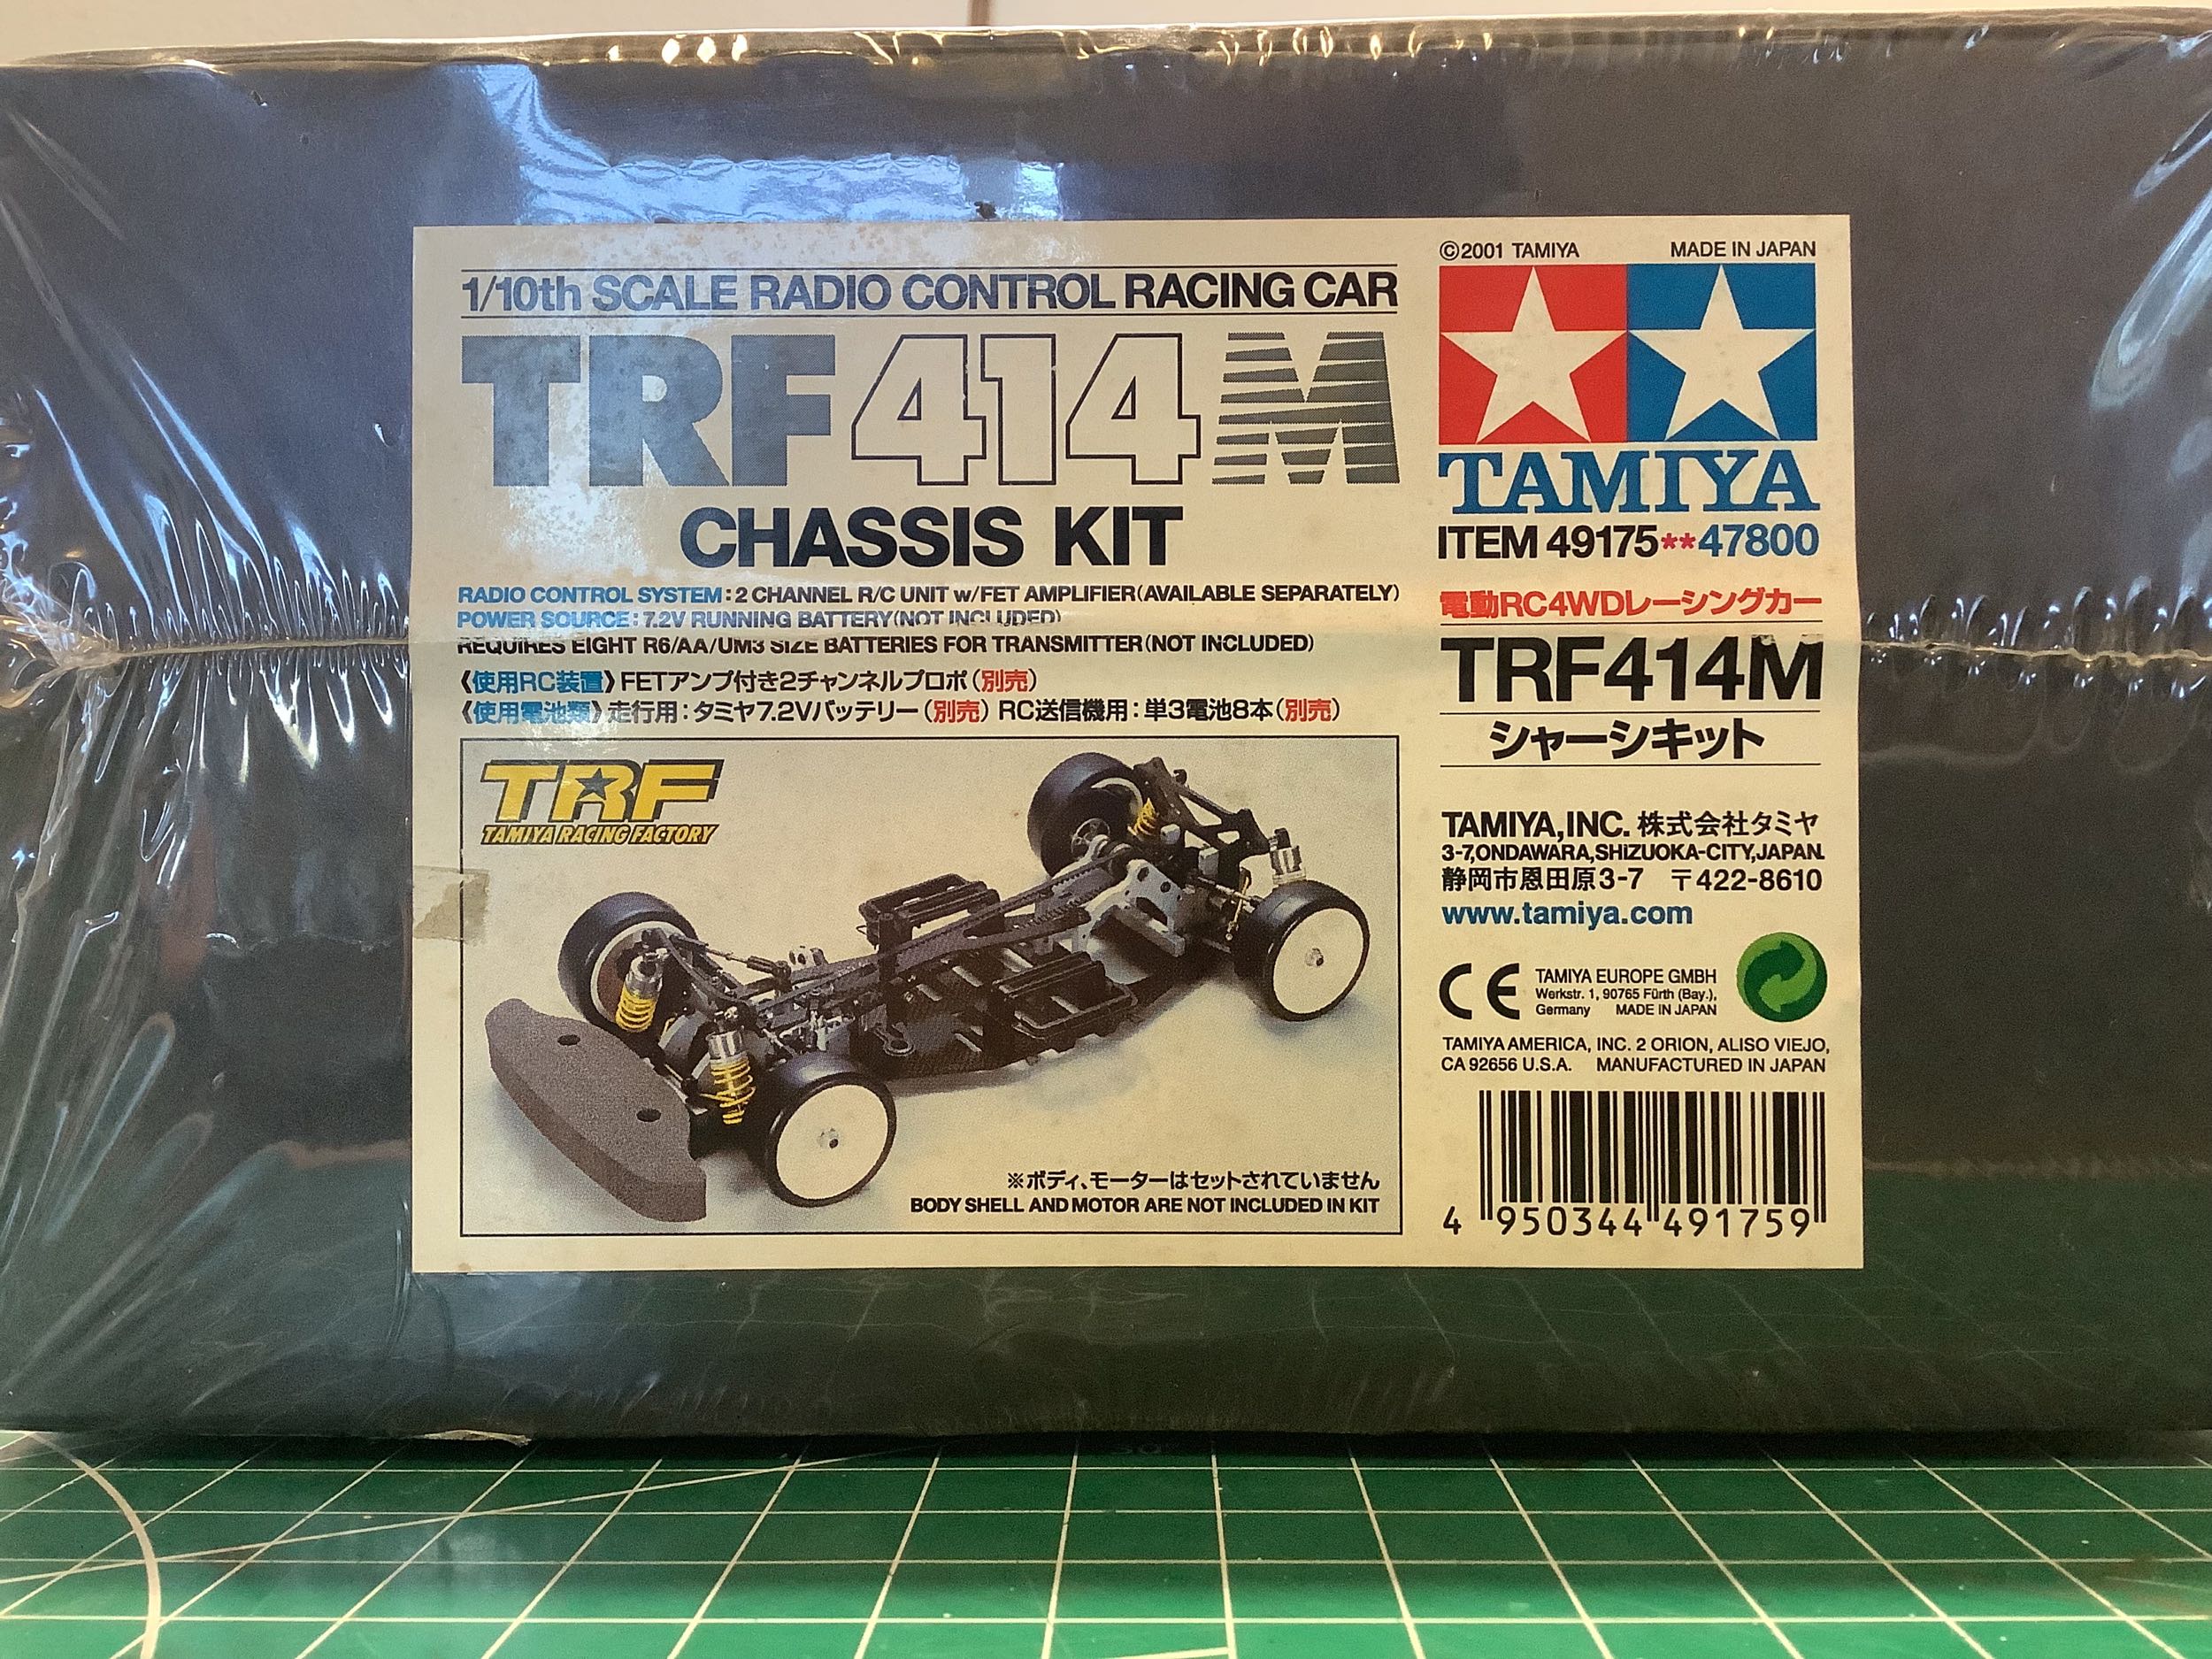 1/10th SCALE RADIO CONTROL RACING CAR
TRF414M
CHASSIS KIT
RADIO CONTROL SYSTEM:2 CHANNEL R/C UNIT w/FET AMPLIFIER(AVAILABLE SEPARATELY)
POWER SOURCE:7.2V RUNNING BATTERY(NOT INCLUDED)
REQUIRES EIGHT R6/AA/UM3 SIZE BATTERIES FOR TRANSMITTER(NOT INCLUDED)
《使用RC装置》FETアンプ付き2チャンネルプロポ(別売)
《使用電池類》走行用:タミヤ7.2Vバッテリー(別売) RC送信機用:単3電池8本(別売)
TRF
TAMIYA RACING FACTORY
※ボディ、モーターはセットされていません
BODY SHELL AND MOTOR ARE NOT INCLUDED IN KIT
©2001 TAMIYA MADE IN JAPAN
TAMIYA
ITEM 49175**47800
電動RC4WDレーシングカー
TRF414M
シャーシキット
TAMIYA,INC. 株式会社タミヤ
3-7,ONDAWARA,SHIZUOKA-CITY,JAPAN.
静岡市恩田原3-7 〒422-8610
www.tamiya.com
CE
TAMIYA EUROPE GMBH
Werkstr. 1, 90765 Fürth (Bay.),
Germany MADE IN JAPAN
TAMIYA AMERICA, INC. 2 ORION, ALISO VIEJO,
CA 92656 U.S.A. MANUFACTURED IN JAPAN
4 950344 491759
30